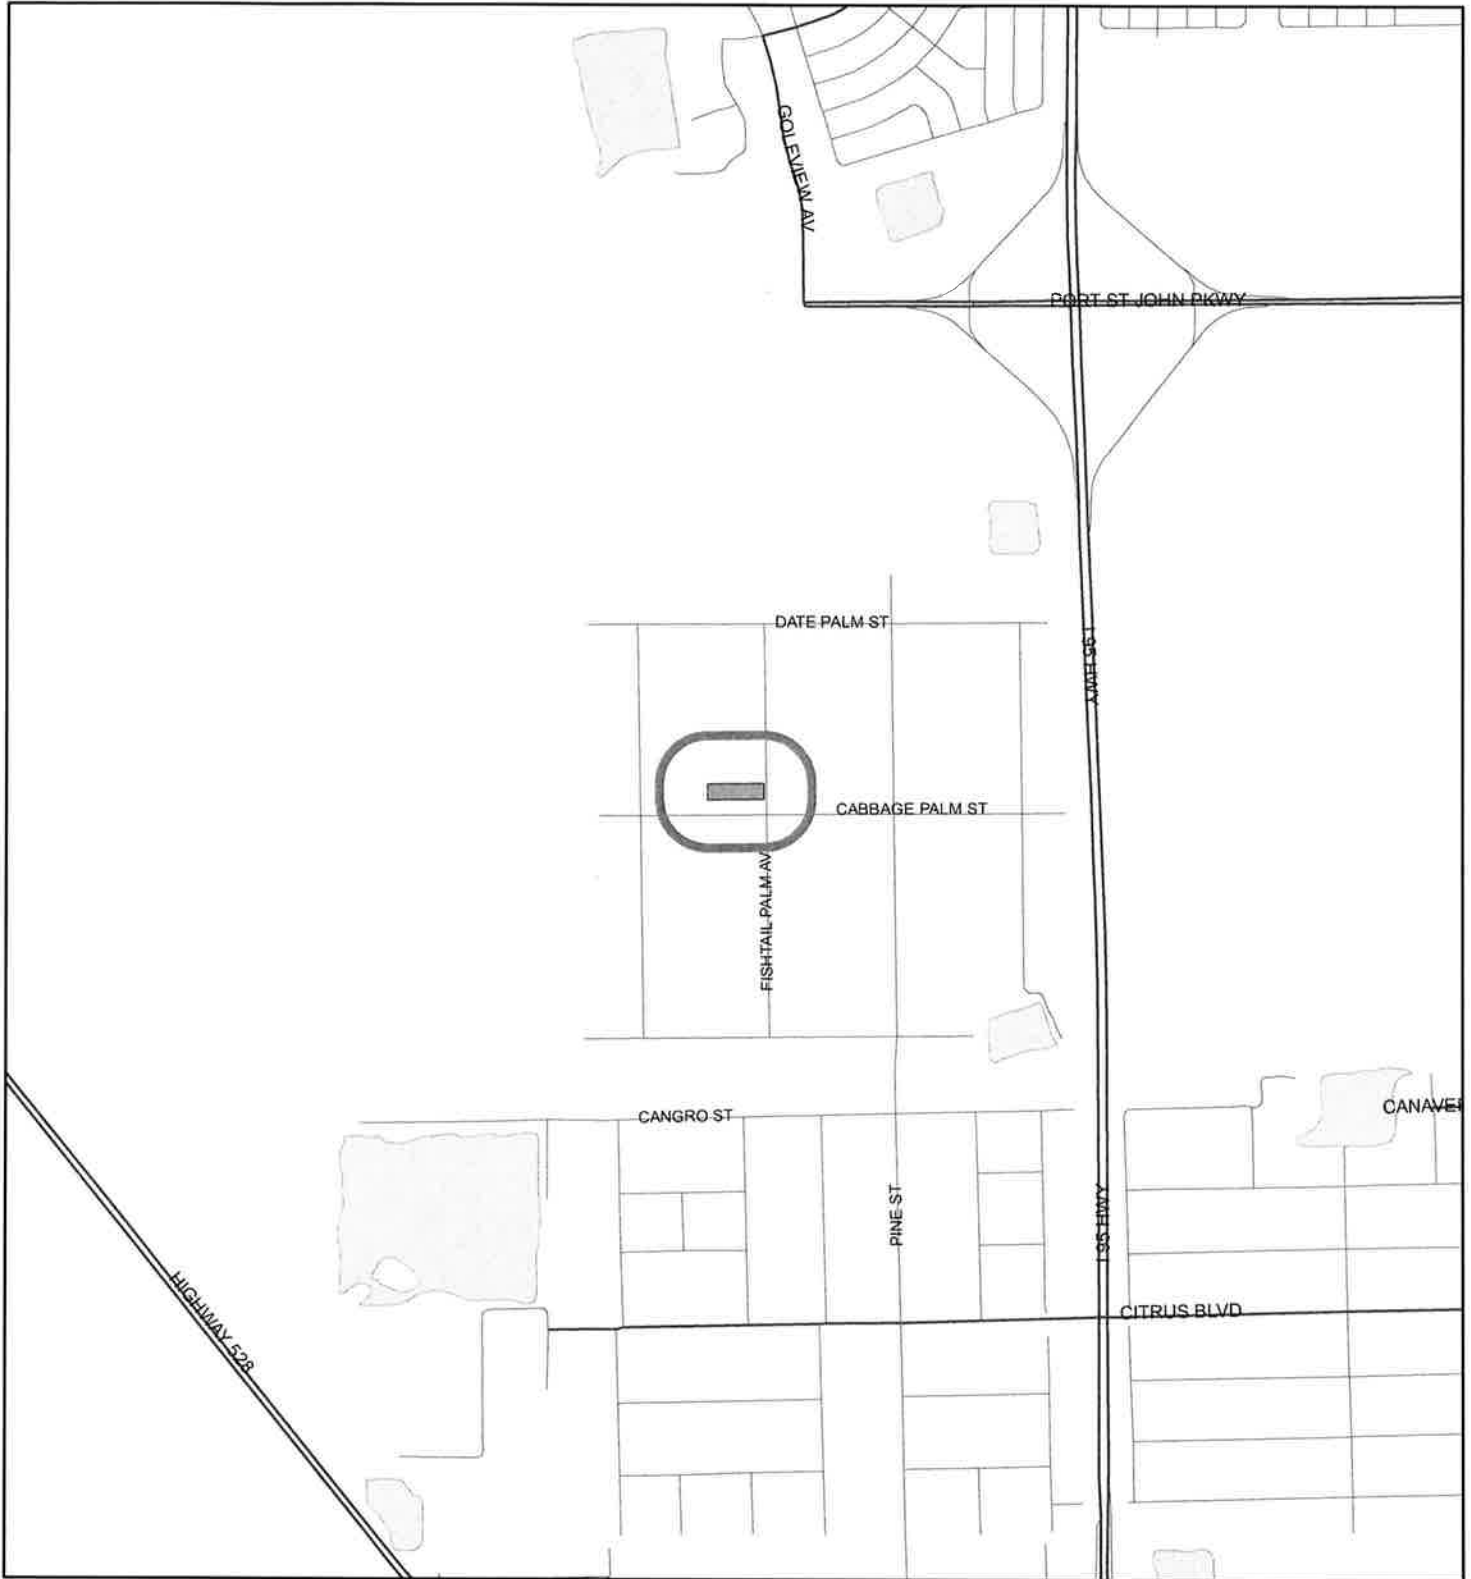 GOLFVIEW AV
PORT ST JOHN PKWY
DATE PALM ST
I 95 HWY
CABBAGE PALM ST
FISHTAIL PALM AV
CANGRO ST
CANAVER
PINE ST
I 95 HWY
HIGHWAY 528
CITRUS BLVD